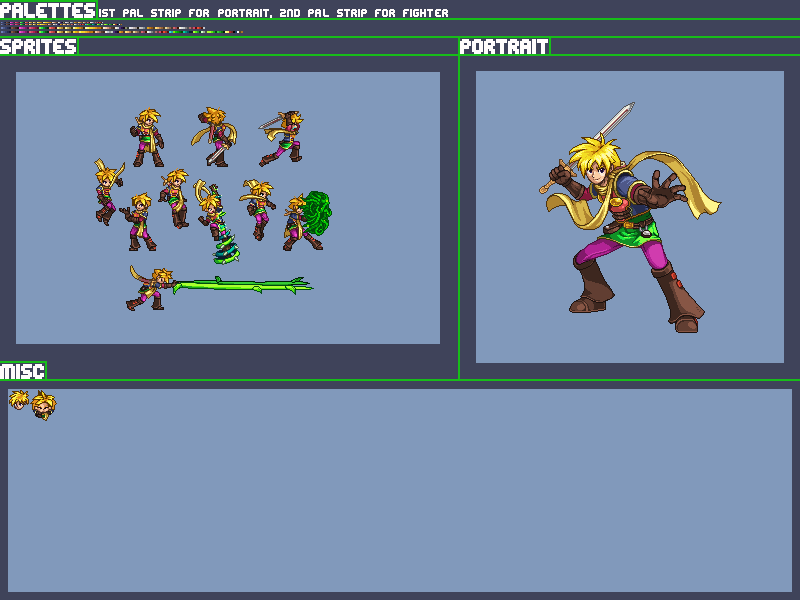 PALETTES 1ST PAL STRIP FOR PORTRAIT, 2ND PAL STRIP FOR FIGHTER
SPRITES
PORTRAIT
MISC